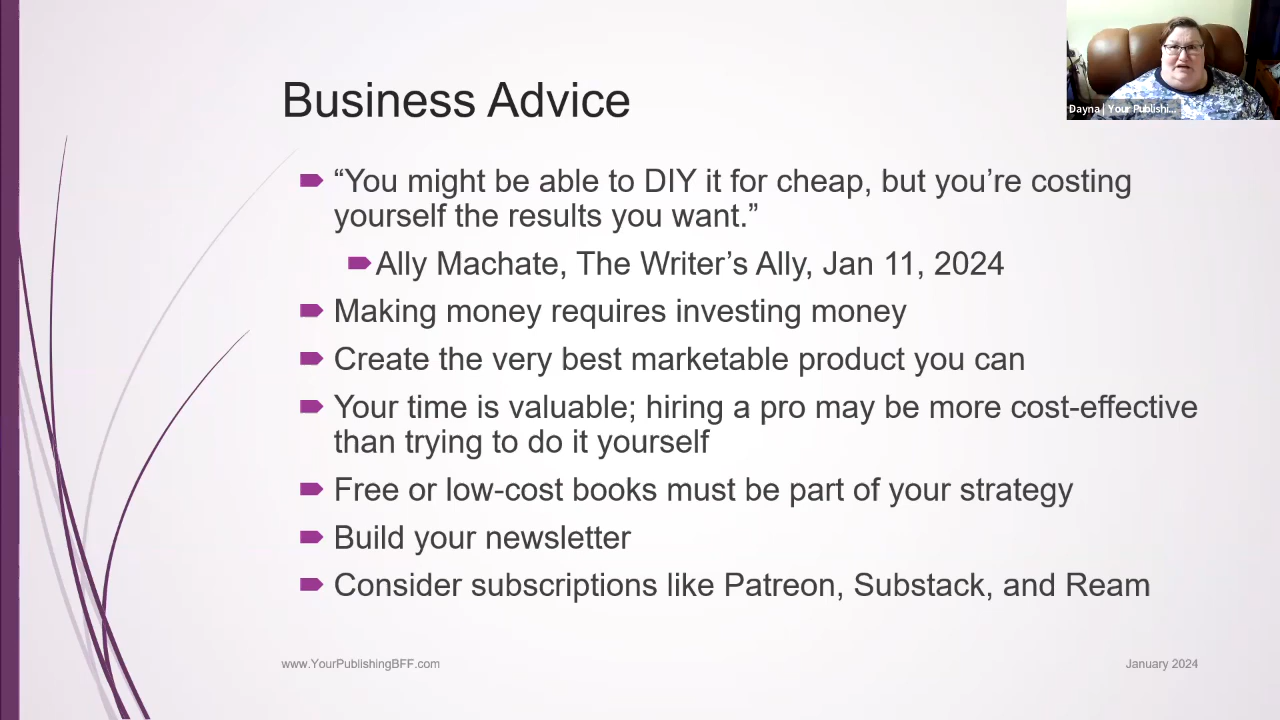 Business Advice
Dayna | Your Publishi...
“You might be able to DIY it for cheap, but you’re costing
yourself the results you want.”
Ally Machate, The Writer’s Ally, Jan 11, 2024
Making money requires investing money
Create the very best marketable product you can
Your time is valuable; hiring a pro may be more cost-effective
than trying to do it yourself
Free or low-cost books must be part of your strategy
Build your newsletter
Consider subscriptions like Patreon, Substack, and Ream
www.YourPublishingBFF.com
January 2024